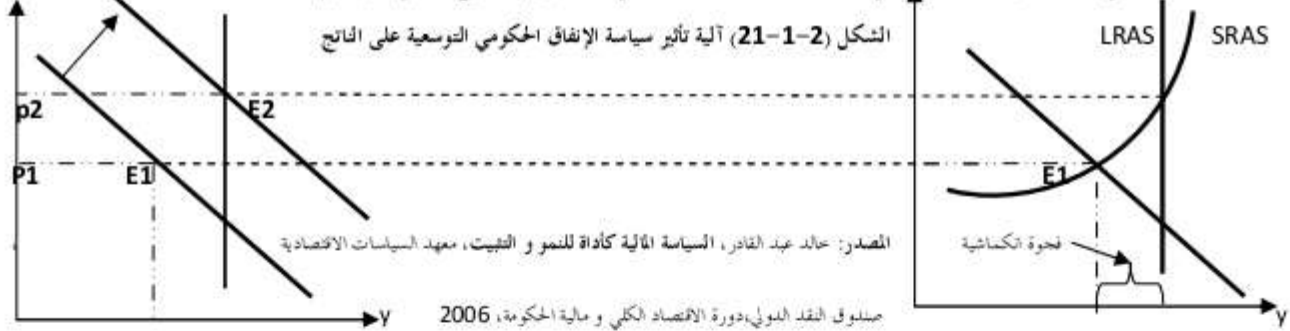 الشكل (2-1-21) آلية تأثير سياسة الإنفاق الحكومي التوسعية على الناتج
LRAS
SRAS
p2
E2
P1
E1
E1
المصدر: خالد عبد القادر، السياسة المالية كأداة للنمو و التثبيت، معهد السياسات الاقتصادية
فجوة انكماشية
صندوق النقد الدولي،دورة الاقتصاد الكلي و مالية الحكومة، 2006
y
y